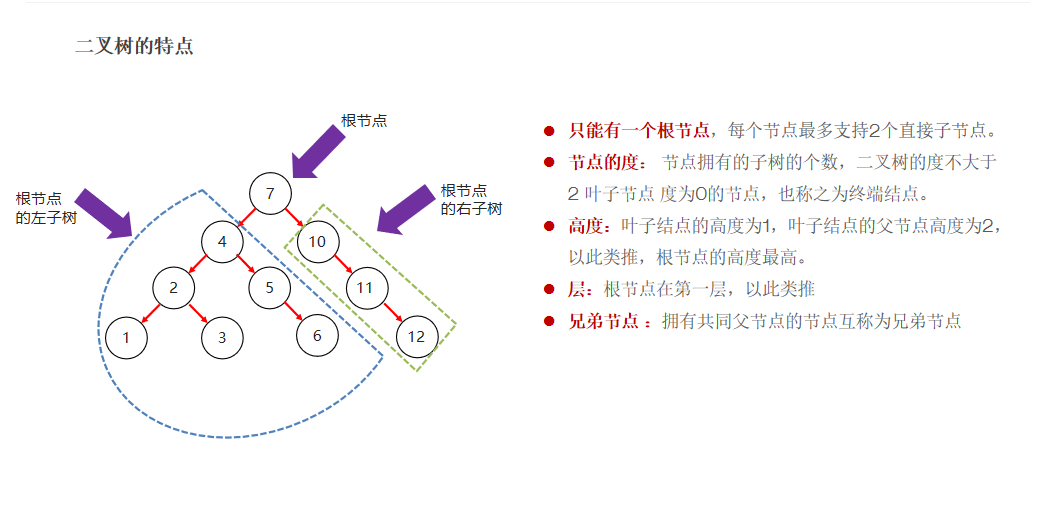 二叉树的特点
根节点
根节点
的左子树
根节点
的右子树
7
4
10
2
5
11
1
3
6
12
只能有一个根节点，每个节点最多支持2个直接子节点。
节点的度： 节点拥有的子树的个数，二叉树的度不大于
2 叶子节点 度为0的节点，也称之为终端结点。
高度：叶子结点的高度为1，叶子结点的父节点高度为2，
以此类推，根节点的高度最高。
层：根节点在第一层，以此类推
兄弟节点 ：拥有共同父节点的节点互称为兄弟节点